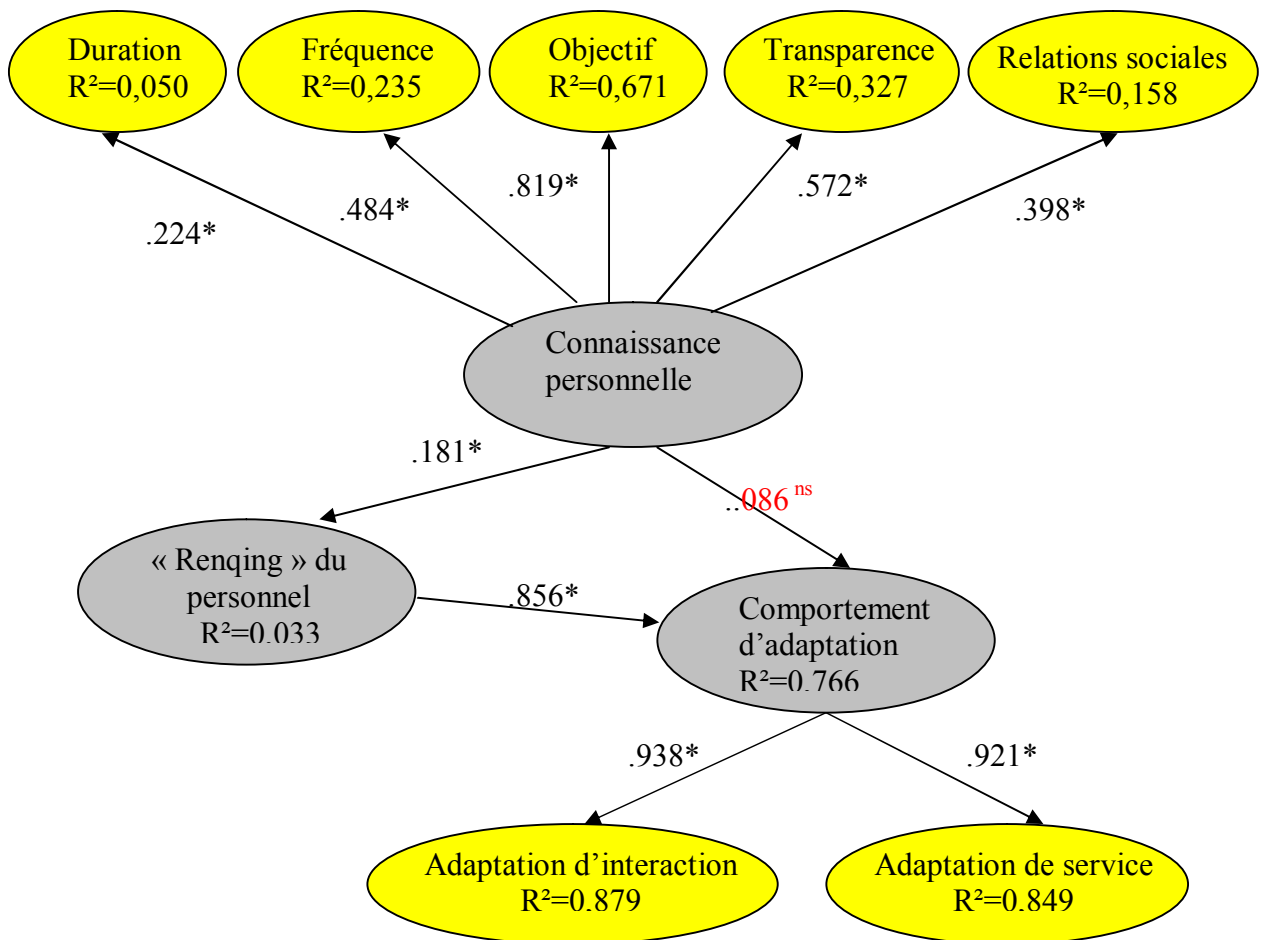 Duration
R²=0,050
Fréquence
R²=0,235
Objectif
R²=0,671
Transparence
R²=0,327
Relations sociales
R²=0,158
.224*
.484*
.819*
.572*
.398*
Connaissance
personnelle
.181*
..086 ns
« Renqing » du
personnel
R²=0.033
.856*
Comportement
d’adaptation
R²=0.766
.938*
.921*
Adaptation d’interaction
R²=0.879
Adaptation de service
R²=0.849